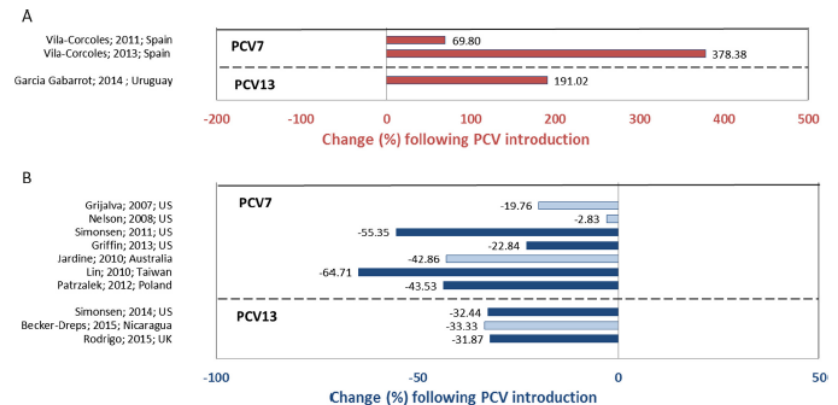 A
Vila-Corcoles; 2011; Spain
PCV7
69.80
Vila-Corcoles; 2013; Spain
378.38
Garcia Gabarrot; 2014 ; Uruguay
PCV13
191.02
-200 -100 0 100 200 300 400 500
Change (%) following PCV introduction
B
Grijalva; 2007; US
PCV7
-19.76
Nelson; 2008; US
-2.83
Simonsen; 2011; US
-55.35
Griffin; 2013; US
-22.84
Jardine; 2010; Australia
-42.86
Lin; 2010; Taiwan
-64.71
Patrzalek; 2012; Poland
-43.53
Simonsen; 2014; US
PCV13
-32.44
Becker-Dreps; 2015; Nicaragua
-33.33
Rodrigo; 2015; UK
-31.87
-100 -50 0 50
Change (%) following PCV introduction